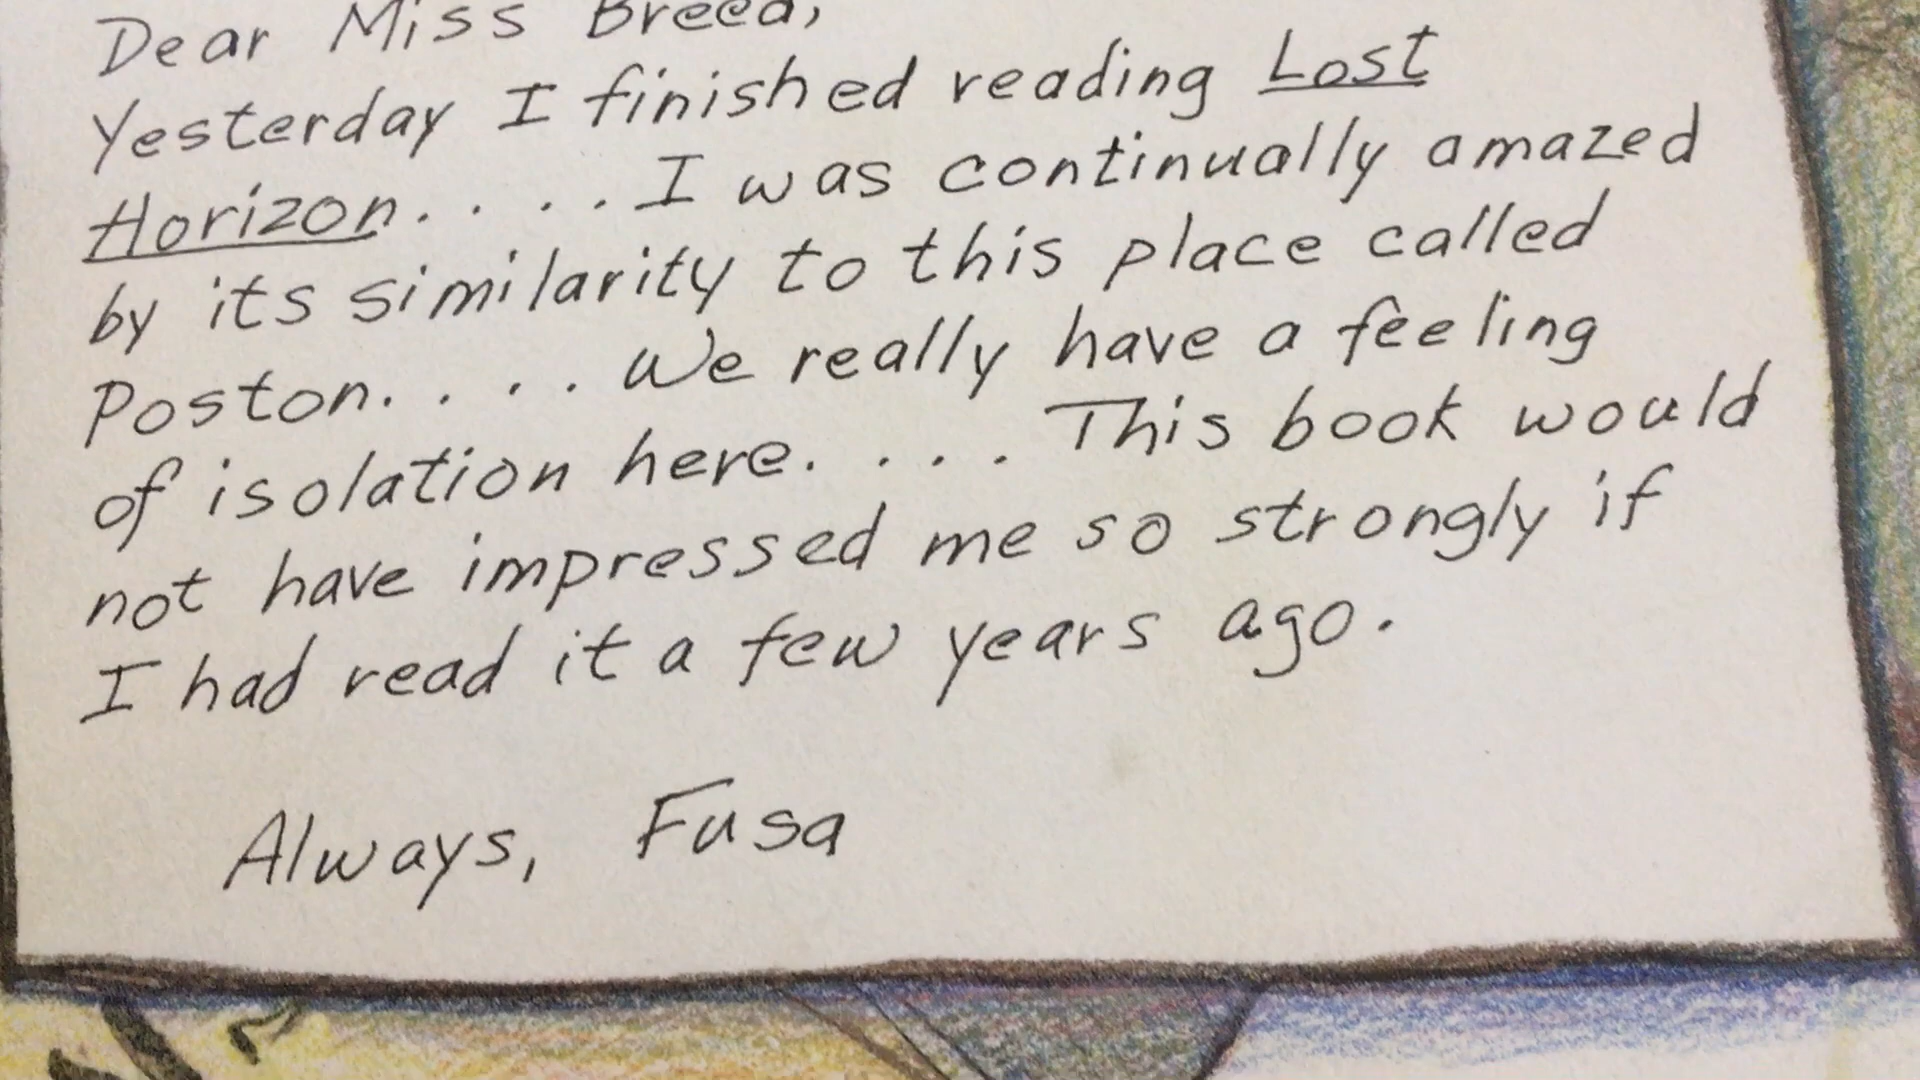 Dear Miss Breed,
Yesterday I finished reading Lost
Horizon. . . . . I was continually amazed
by its similarity to this place called
Poston. . . . . We really have a feeling
of isolation here. . . . . This book would
not have impressed me so strongly if
I had read it a few years ago.
Always, Fusa